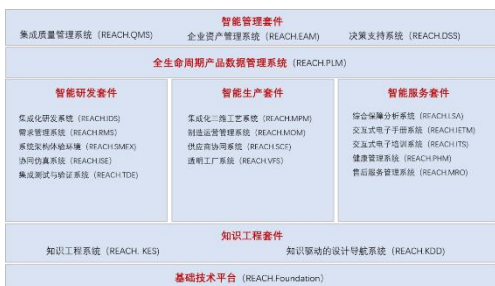 智能管理套件
集成质量管理系统（REACH.QMS）　企业资产管理系统（REACH.EAM）　决策支持系统（REACH.DSS）
全生命周期产品数据管理系统（REACH.PLM）
智能研发套件
集成化研发系统（REACH.IDS）
需求管理系统（REACH.RMS）
系统架构体验环境（REACH.SMEX）
协同仿真系统（REACH.ISE）
集成测试与验证系统（REACH.TDE）
智能生产套件
集成化三维工艺系统（REACH.MPM）
制造运营管理系统（REACH.MOM）
供应商协同系统（REACH.SCF）
透明工厂系统（REACH.VFS）
智能服务套件
综合保障分析系统（REACH.LSA）
交互式电子手册系统（REACH.IETM）
交互式电子培训系统（REACH.ITS）
健康管理系统（REACH.PHM）
售后服务管理系统（REACH.MRO）
知识工程套件
知识工程系统（REACH. KES）　知识驱动的设计导航系统（REACH.KDD）
基础技术平台（REACH.Foundation）